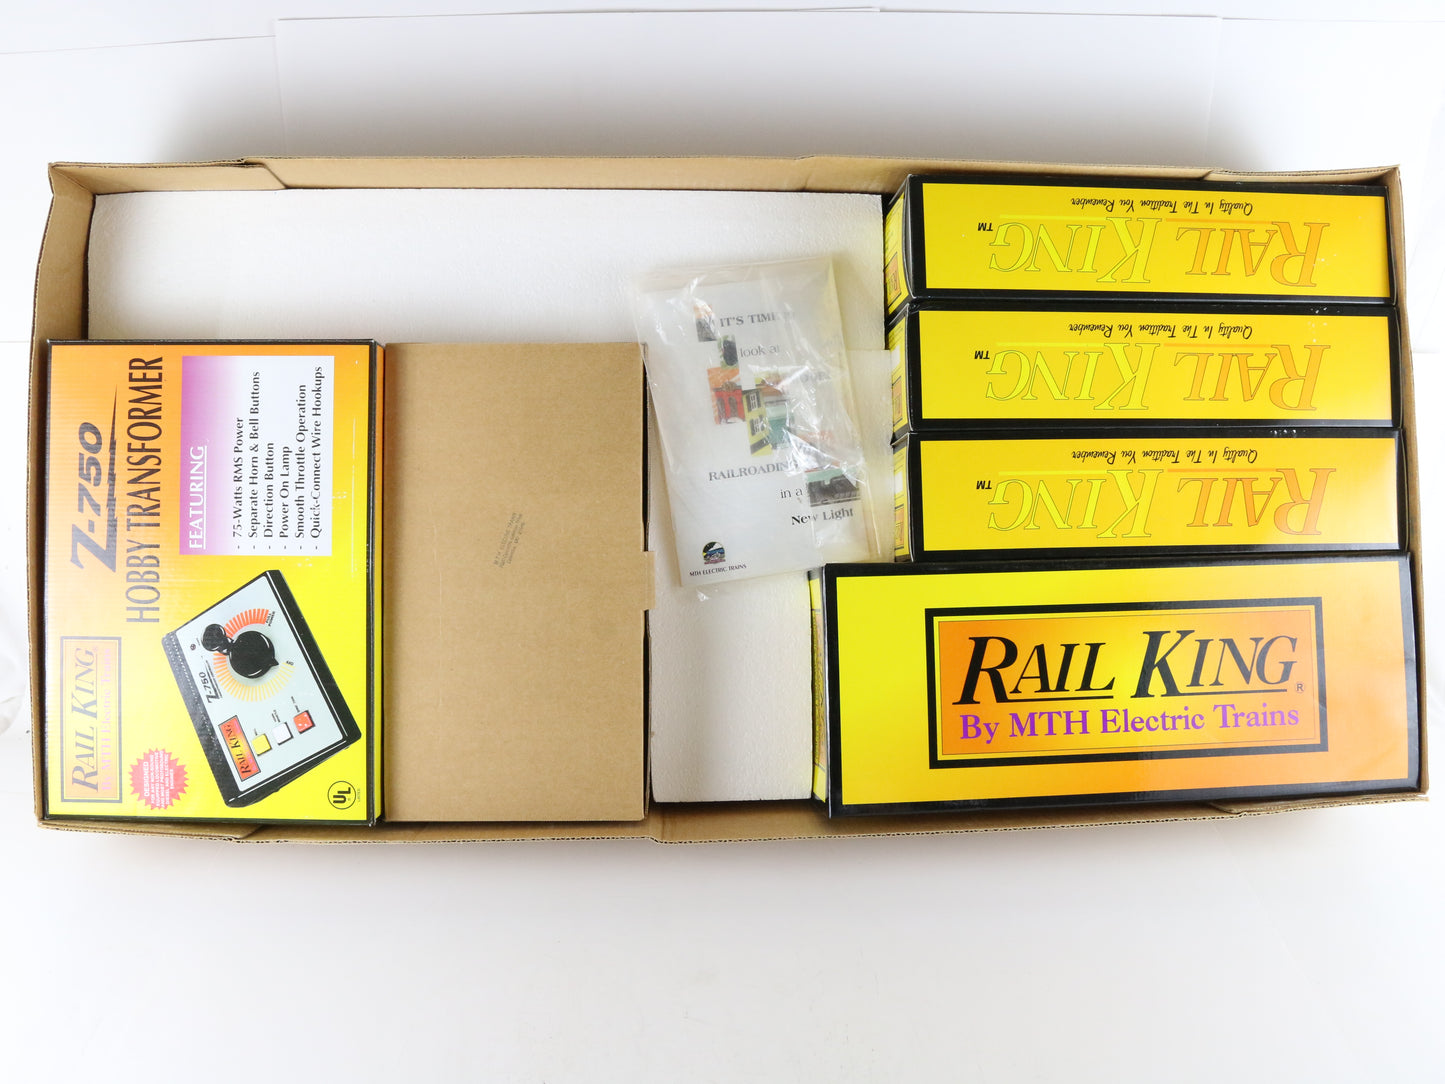 Z-750
HOBBY TRANSFORMER
FEATURING
- 75-Watts RMS Power
- Separate Horn & Bell Buttons
- Direction Button
- Power On Lamp
- Smooth Throttle Operation
- Quick-Connect Wire Hookups
RAIL KING
By MTH Electric Trains
Z-750
RAIL KING
DESIGNED
UL
IT'S TIME
look at
RAILROADING
in a
New Light
MTH ELECTRIC TRAINS
RAIL KING TM
Quality In The Tradition You Remember
RAIL KING TM
Quality In The Tradition You Remember
RAIL KING TM
Quality In The Tradition You Remember
RAIL KING ®
By MTH Electric Trains